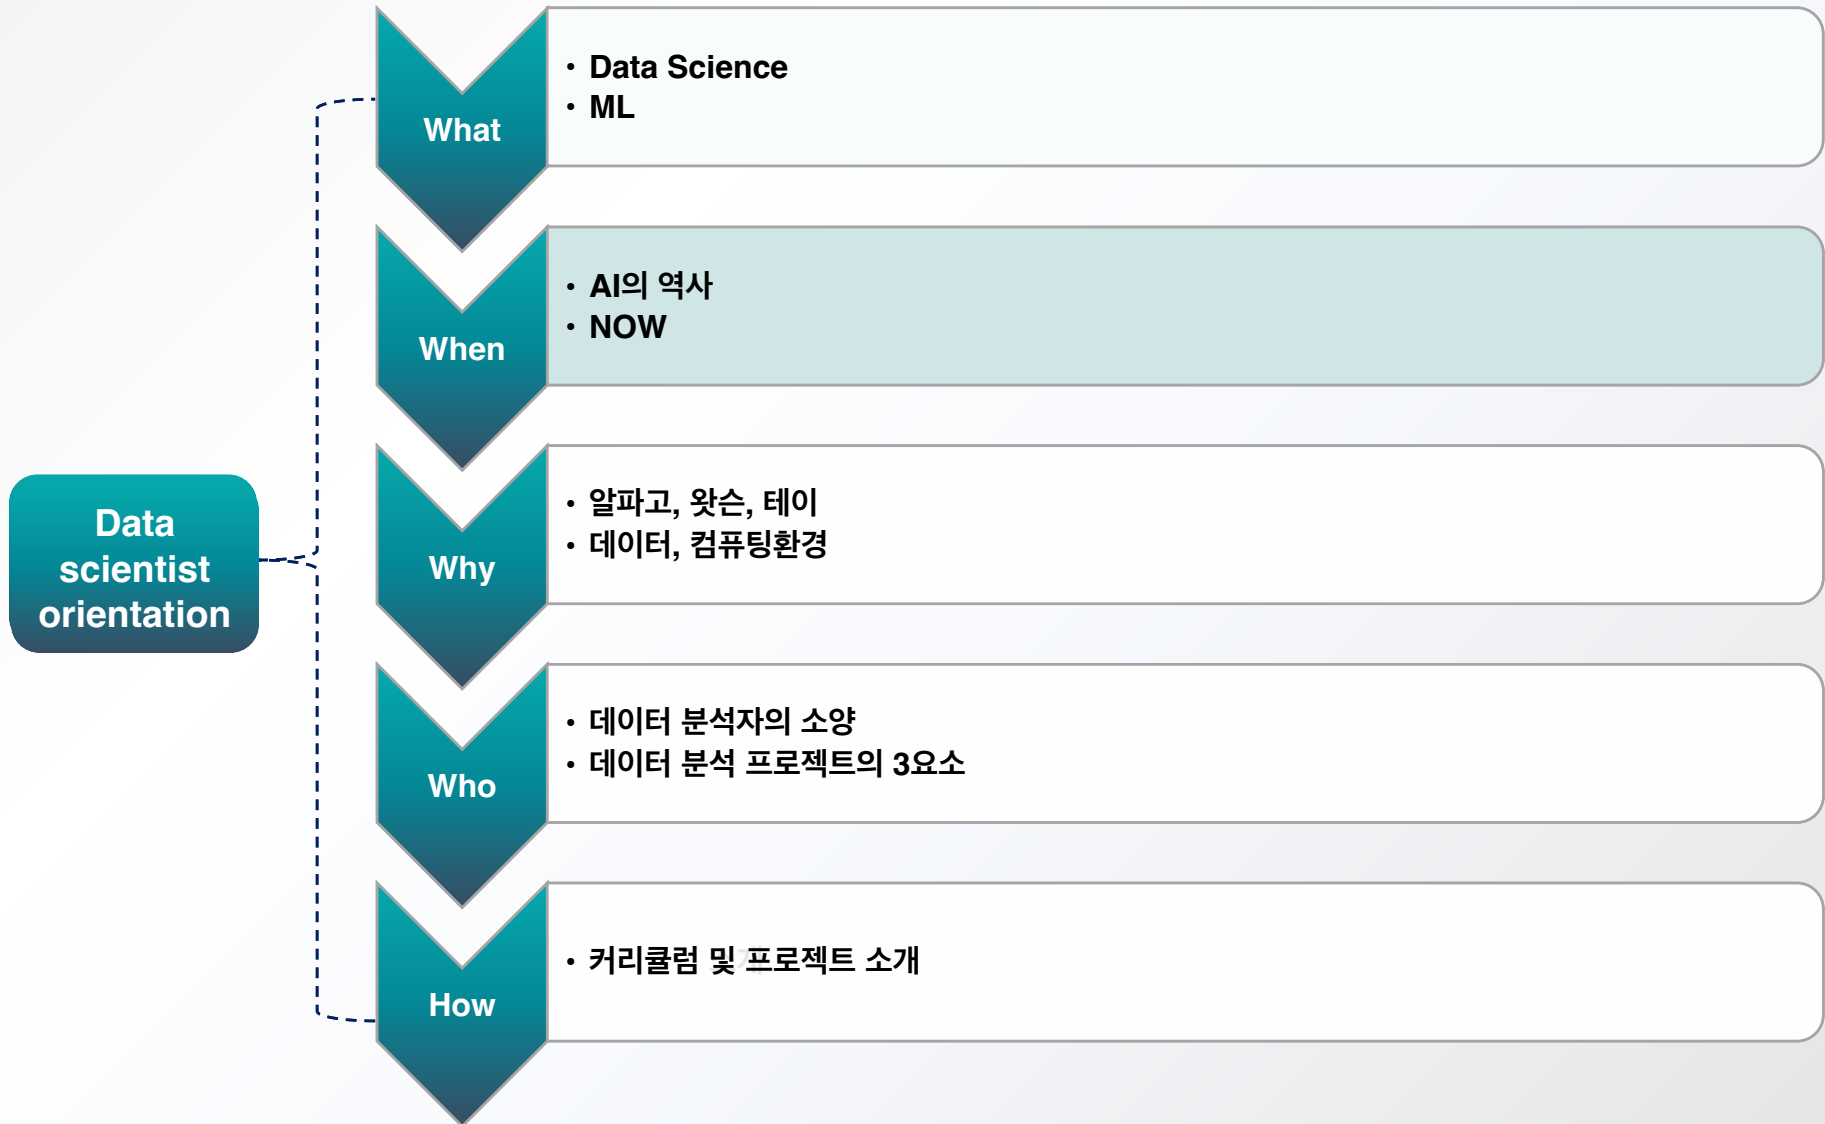 Data
scientist
orientation
What
• Data Science
• ML
When
• AI의 역사
• NOW
Why
• 알파고, 왓슨, 테이
• 데이터, 컴퓨팅환경
Who
• 데이터 분석자의 소양
• 데이터 분석 프로젝트의 3요소
How
• 커리큘럼 및 프로젝트 소개